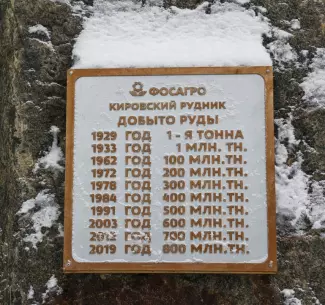 ФОСАГРО
КИРОВСКИЙ РУДНИК
ДОБЫТО РУДЫ
1929 ГОД 1-Я ТОННА
1933 ГОД 1 МЛН. ТН.
1962 ГОД 100 МЛН.ТН.
1972 ГОД 200 МЛН.ТН.
1978 ГОД 300 МЛН.ТН.
1984 ГОД 400 МЛН.ТН.
1991 ГОД 500 МЛН.ТН.
2003 ГОД 600 МЛН.ТН.
2012 ГОД 700 МЛН.ТН.
2019 ГОД 800 МЛН.ТН.